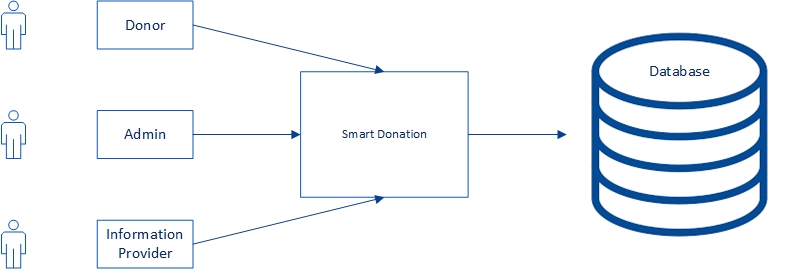 Donor
Database
Admin
Smart Donation
Information
Provider